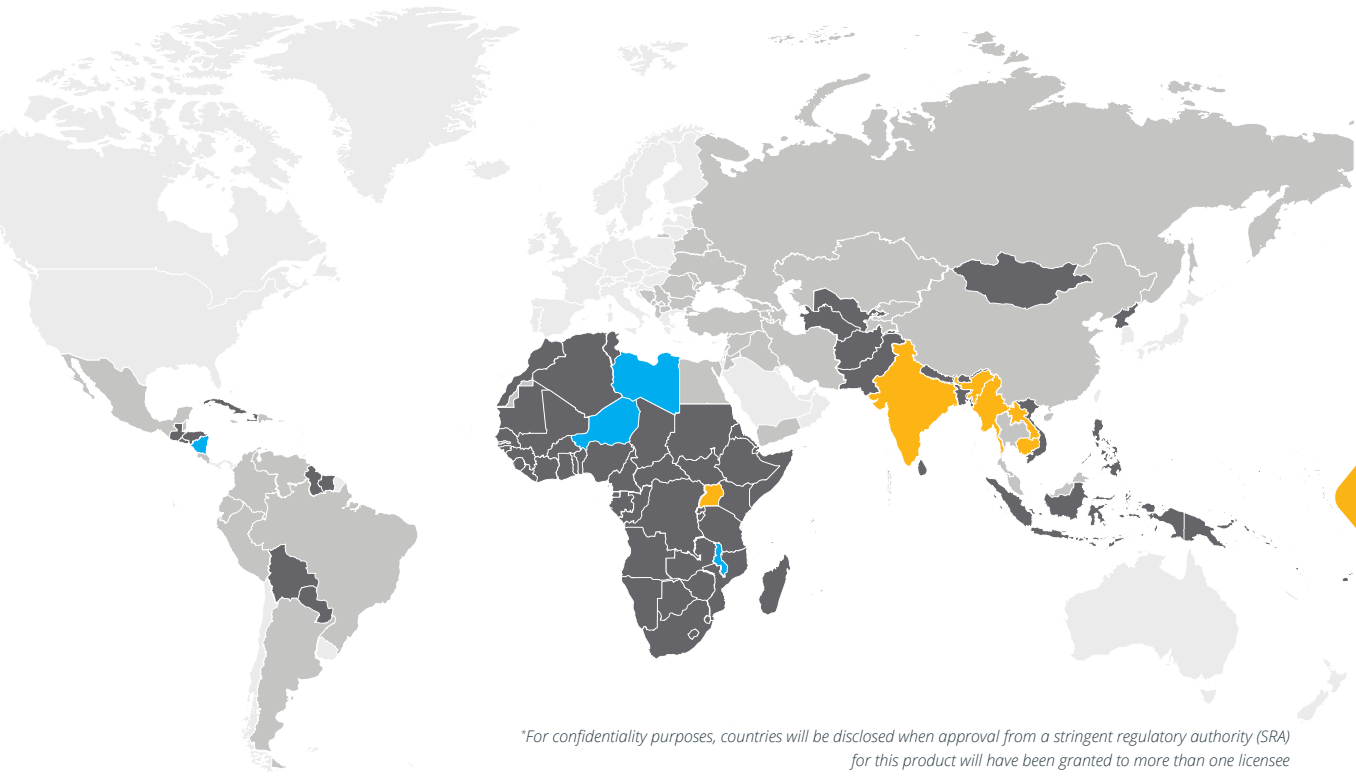 *For confidentiality purposes, countries will be disclosed when approval from a stringent regulatory authority (SRA)
for this product will have been granted to more than one licensee